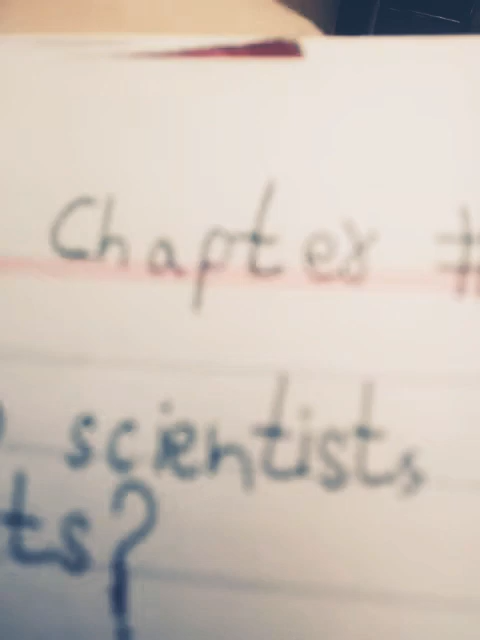 Chapter #
scientists,
ts?